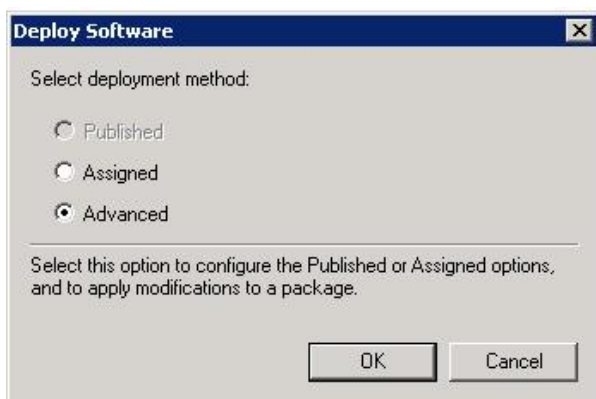 Deploy Software
Select deployment method:
Published
Assigned
Advanced
Select this option to configure the Published or Assigned options,
and to apply modifications to a package.
OK
Cancel